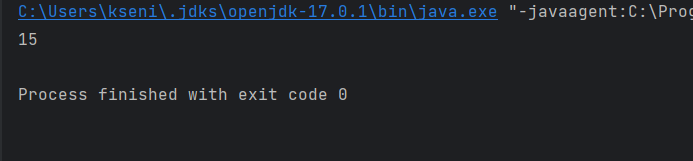 C:\Users\kseni\.jdks\openjdk-17.0.1\bin\java.exe "-javaagent:C:\Prog
15
Process finished with exit code 0